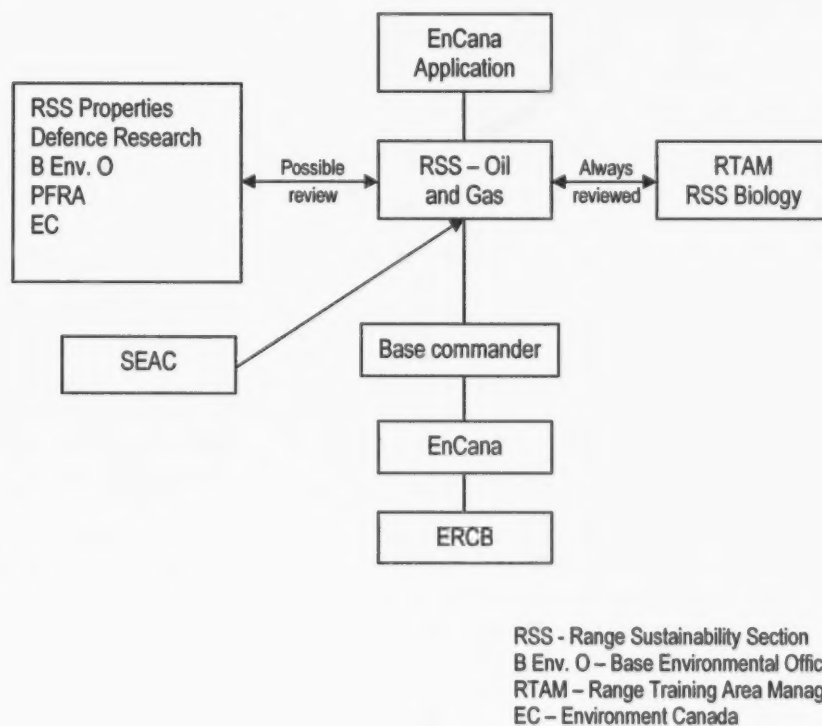 EnCana
Application
RSS Properties
Defence Research
B Env. O
PFRA
EC
Possible
review
RSS – Oil
and Gas
Always
reviewed
RTAM
RSS Biology
SEAC
Base commander
EnCana
ERCB
RSS - Range Sustainability Section
B Env. O – Base Environmental Offic
RTAM – Range Training Area Manag
EC – Environment Canada